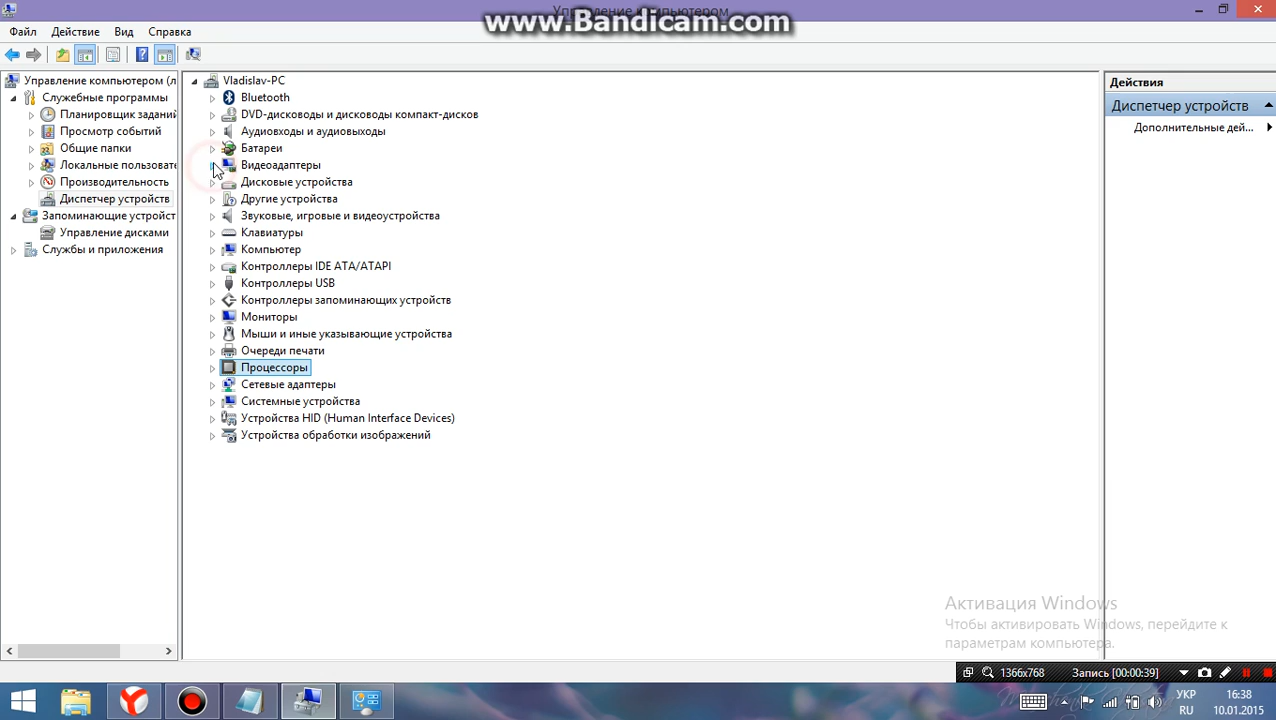 Управление компьютером
www.Bandicam.com
Файл Действие Вид Справка
Управление компьютером (л
Служебные программы
Планировщик заданий
Просмотр событий
Общие папки
Локальные пользовате
Производительность
Диспетчер устройств
Запоминающие устройст
Управление дисками
Службы и приложения
Vladislav-PC
Bluetooth
DVD-дисководы и дисководы компакт-дисков
Аудиовходы и аудиовыходы
Батареи
Видеоадаптеры
Дисковые устройства
Другие устройства
Звуковые, игровые и видеоустройства
Клавиатуры
Компьютер
Контроллеры IDE ATA/ATAPI
Контроллеры USB
Контроллеры запоминающих устройств
Мониторы
Мыши и иные указывающие устройства
Очереди печати
Процессоры
Сетевые адаптеры
Системные устройства
Устройства HID (Human Interface Devices)
Устройства обработки изображений
Действия
Диспетчер устройств
Дополнительные дей...
Активация Windows
Чтобы активировать Windows, перейдите к
параметрам компьютера.
1366x768 Запись [00:00:39]
УКР 16:38
RU 10.01.2015